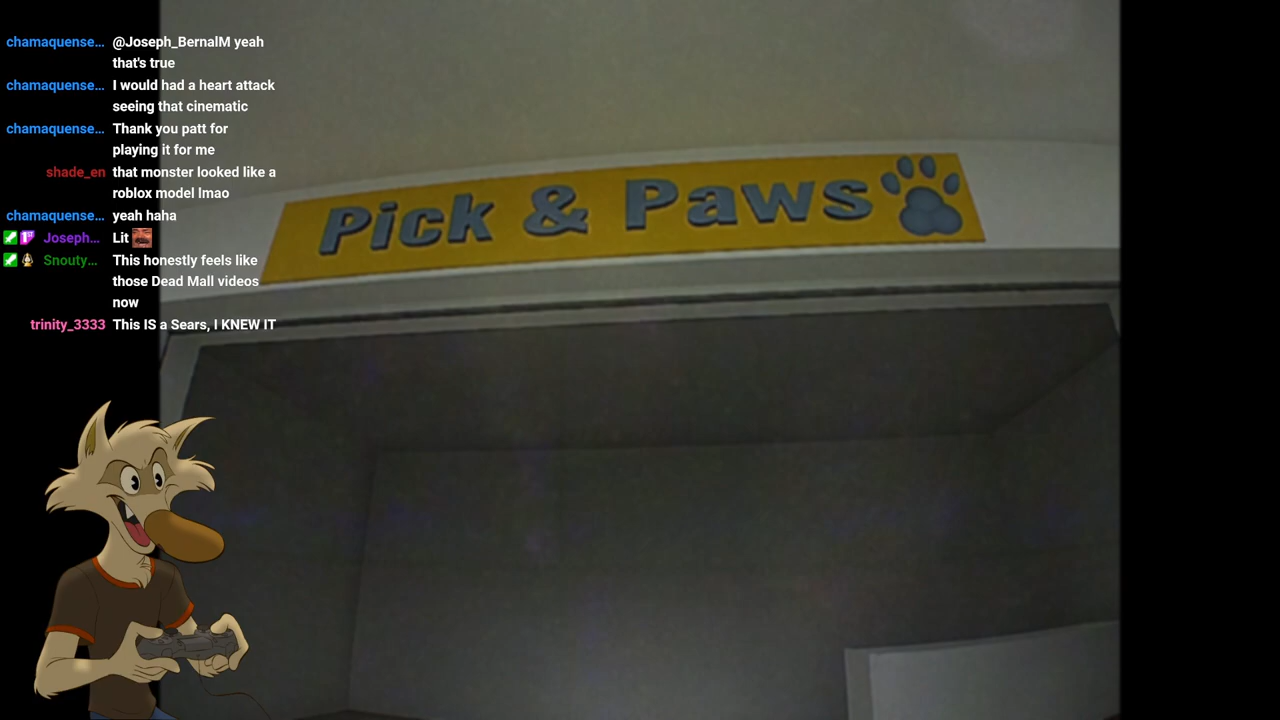 chamaquense… @Joseph_BernalM yeah
that's true
chamaquense… I would had a heart attack
seeing that cinematic
chamaquense… Thank you patt for
playing it for me
shade_en that monster looked like a
roblox model lmao
chamaquense… yeah haha
Joseph… Lit
Snouty… This honestly feels like
those Dead Mall videos
now
trinity_3333 This IS a Sears, I KNEW IT
Pick & Paws